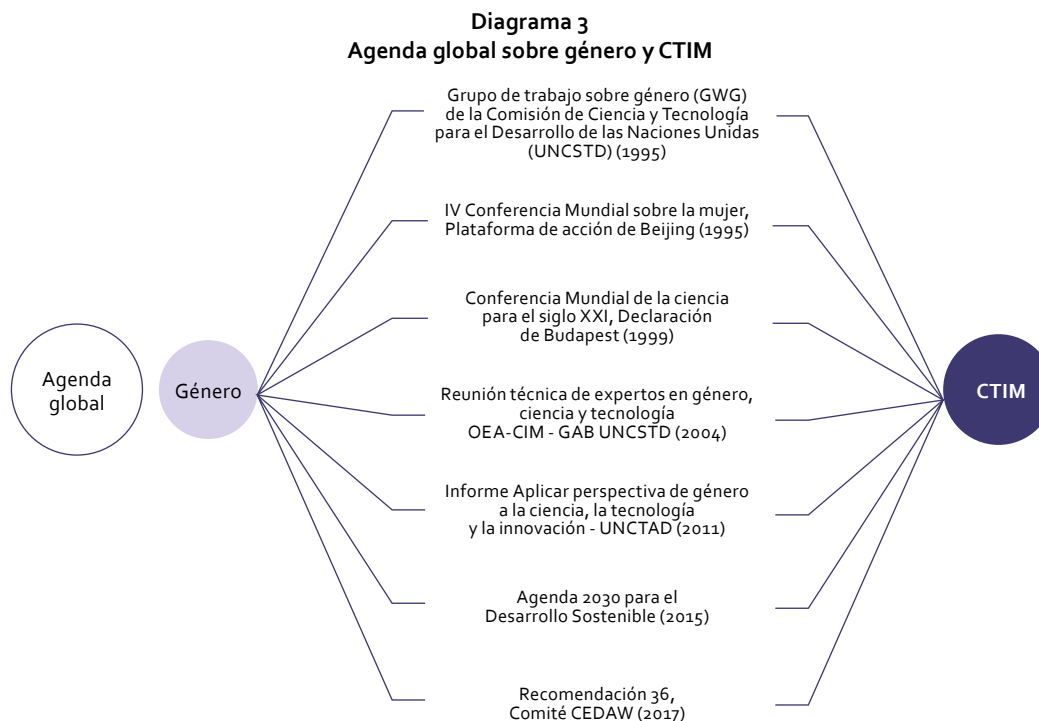 Diagrama 3
Agenda global sobre género y CTIM
Grupo de trabajo sobre género (GWG)
de la Comisión de Ciencia y Tecnología
para el Desarrollo de las Naciones Unidas
(UNCSTD) (1995)
IV Conferencia Mundial sobre la mujer,
Plataforma de acción de Beijing (1995)
Conferencia Mundial de la ciencia
para el siglo XXI, Declaración
de Budapest (1999)
Agenda
global
Género
Reunión técnica de expertos en género,
ciencia y tecnología
OEA-CIM - GAB UNCSTD (2004)
CTIM
Informe Aplicar perspectiva de género
a la ciencia, la tecnología
y la innovación - UNCTAD (2011)
Agenda 2030 para el
Desarrollo Sostenible (2015)
Recomendación 36,
Comité CEDAW (2017)